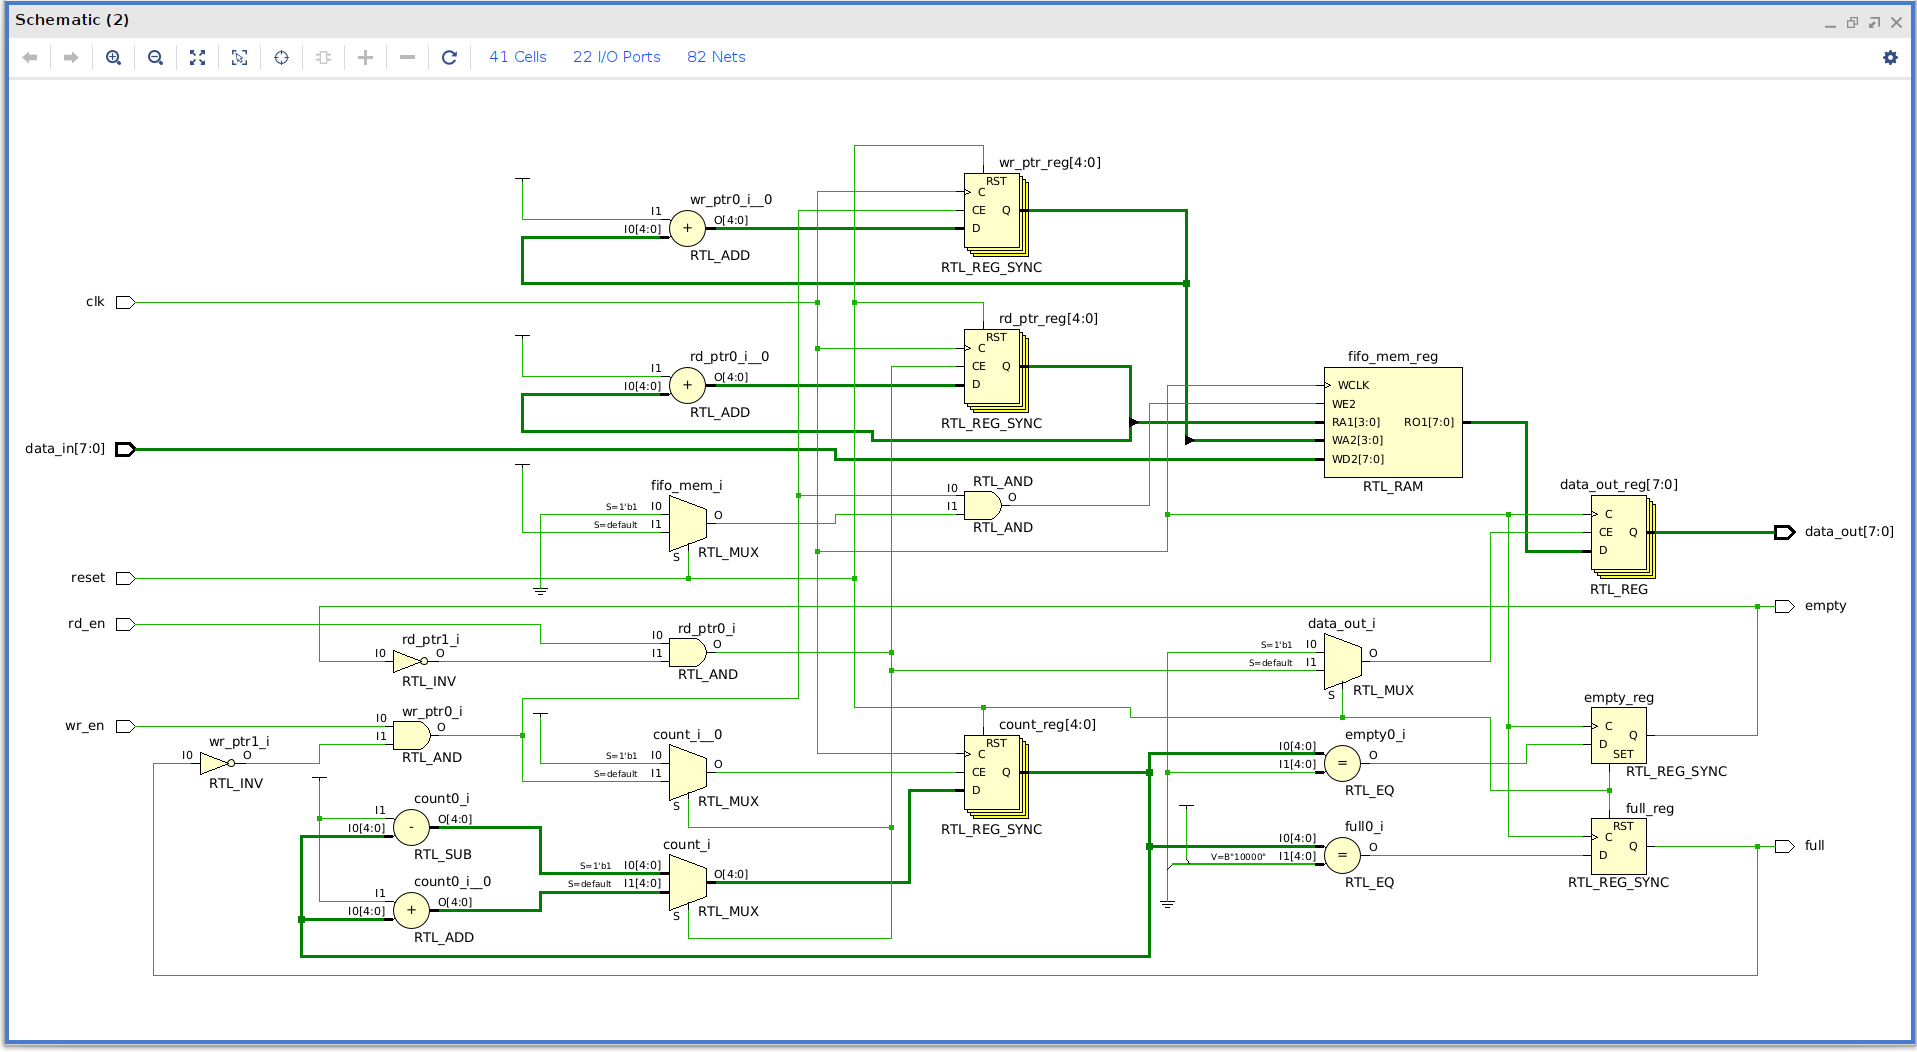 Schematic (2)
41 Cells 22 I/O Ports 82 Nets
wr_ptr_reg[4:0]
RST
C
CE Q
D
RTL_REG_SYNC
wr_ptr0_i__0
I1
I0[4:0] + O[4:0]
RTL_ADD
clk
rd_ptr_reg[4:0]
RST
C
CE Q
D
RTL_REG_SYNC
rd_ptr0_i__0
I1
I0[4:0] + O[4:0]
RTL_ADD
fifo_mem_reg
WCLK
WE2
RA1[3:0] RO1[7:0]
WA2[3:0]
WD2[7:0]
RTL_RAM
data_in[7:0]
fifo_mem_i
S=1'b1 I0
S=default I1
O
S
RTL_MUX
RTL_AND
I0
I1
O
RTL_AND
data_out_reg[7:0]
C
CE Q
D
RTL_REG
data_out[7:0]
reset
empty
rd_en
rd_ptr1_i
I0 O
RTL_INV
rd_ptr0_i
I0
I1
O
RTL_AND
data_out_i
S=1'b1 I0
S=default I1
O
S
RTL_MUX
wr_en
wr_ptr1_i
I0 O
RTL_INV
wr_ptr0_i
I0
I1
O
RTL_AND
count_i__0
S=1'b1 I0
S=default I1
O
S
RTL_MUX
count_reg[4:0]
RST
C
CE Q
D
RTL_REG_SYNC
empty0_i
I0[4:0]
I1[4:0] = O
RTL_EQ
empty_reg
C
D Q
SET
RTL_REG_SYNC
count0_i
I1
I0[4:0] - O[4:0]
RTL_SUB
count0_i__0
I1
I0[4:0] + O[4:0]
RTL_ADD
count_i
S=1'b1 I0[4:0]
S=default I1[4:0]
O[4:0]
S
RTL_MUX
full0_i
I0[4:0]
V=B"10000" I1[4:0] = O
RTL_EQ
full_reg
RST
C
D Q
RTL_REG_SYNC
full